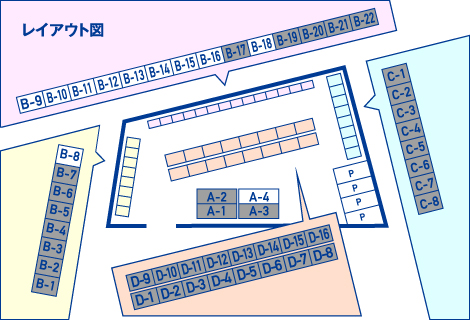 レイアウト図
B-9 B-10 B-11 B-12 B-13 B-14 B-15 B-16 B-17 B-18 B-19 B-20 B-21 B-22
B-8
B-7
B-6
B-5
B-4
B-3
B-2
B-1
A-2 A-4
A-1 A-3
P
P
P
P
C-1
C-2
C-3
C-4
C-5
C-6
C-7
C-8
D-9 D-10 D-11 D-12 D-13 D-14 D-15 D-16
D-1 D-2 D-3 D-4 D-5 D-6 D-7 D-8